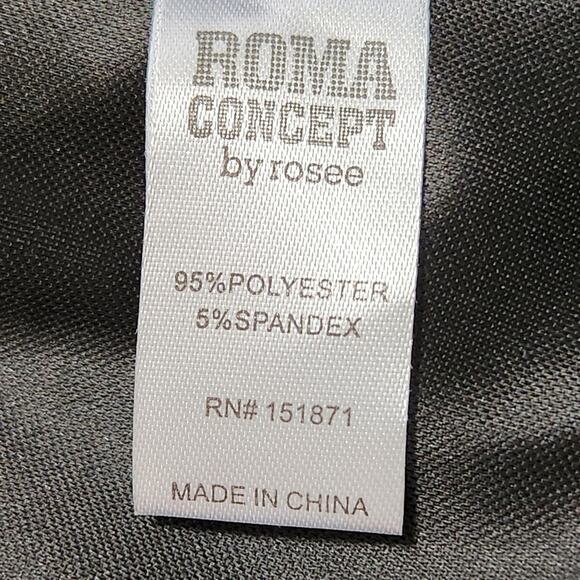 ROMA
CONCEPT
by rosee
95%POLYESTER
5%SPANDEX
RN# 151871
MADE IN CHINA